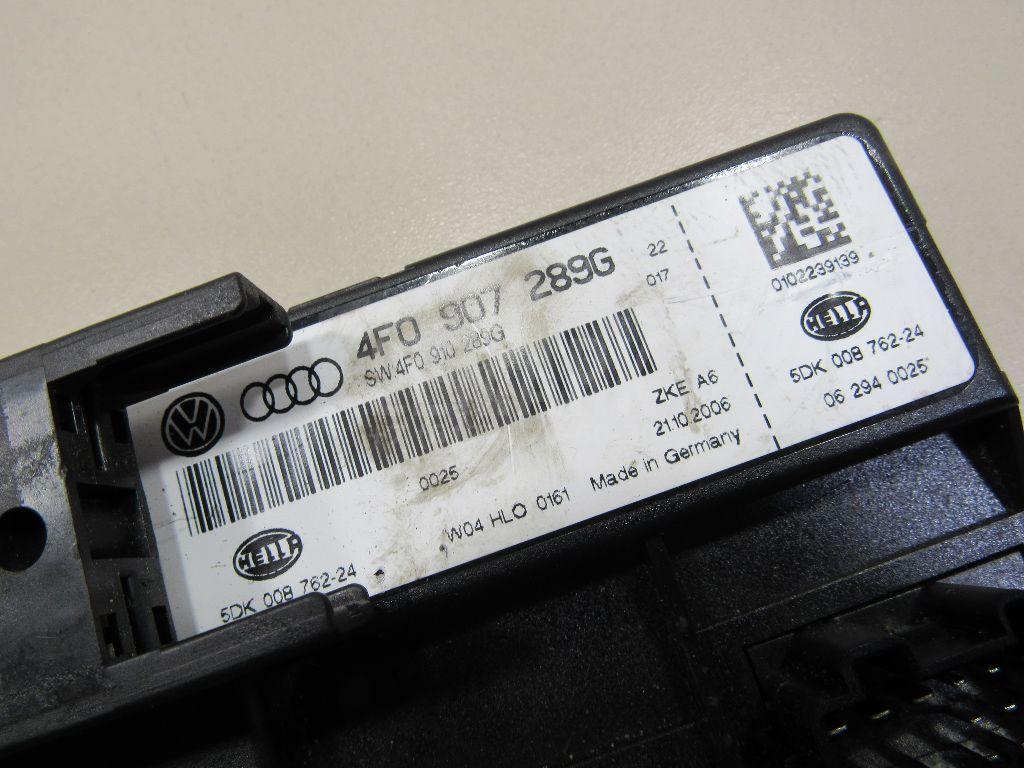 4F0 907 289G 22
SW 4F0 910 289G 017
ZKE A6
21.10.2006
0025
W04 HLO 0161 Made in Germany
HELLA
5DK 008 762-24
0102239139
HELLA
5DK 008 762-24
06 294 0025
VW